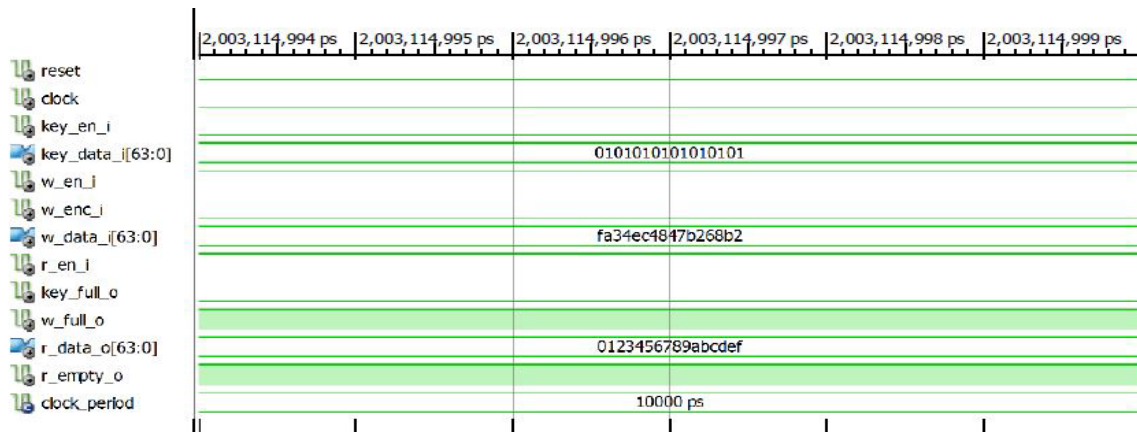 2,003,114,994 ps 2,003,114,995 ps 2,003,114,996 ps 2,003,114,997 ps 2,003,114,998 ps 2,003,114,999 ps
reset
clock
key_en_i
key_data_i[63:0] 0101010101010101
w_en_i
w_enc_i
w_data_i[63:0] fa34ec4847b268b2
r_en_i
key_full_o
w_full_o
r_data_o[63:0] 0123456789abcdef
r_empty_o
clock_period 10000 ps